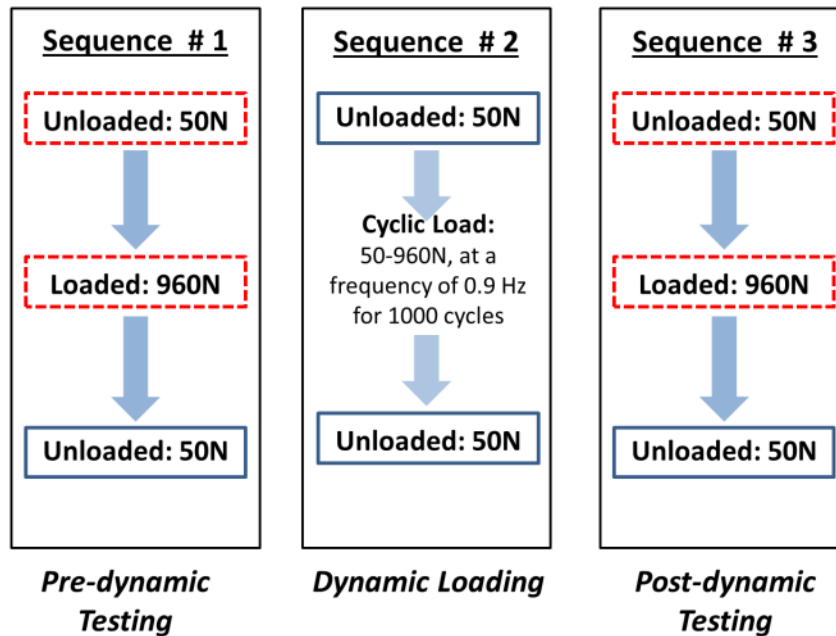 Sequence # 1
Unloaded: 50N
Loaded: 960N
Unloaded: 50N
Pre-dynamic
Testing
Sequence # 2
Unloaded: 50N
Cyclic Load:
50-960N, at a
frequency of 0.9 Hz
for 1000 cycles
Unloaded: 50N
Dynamic Loading
Sequence # 3
Unloaded: 50N
Loaded: 960N
Unloaded: 50N
Post-dynamic
Testing